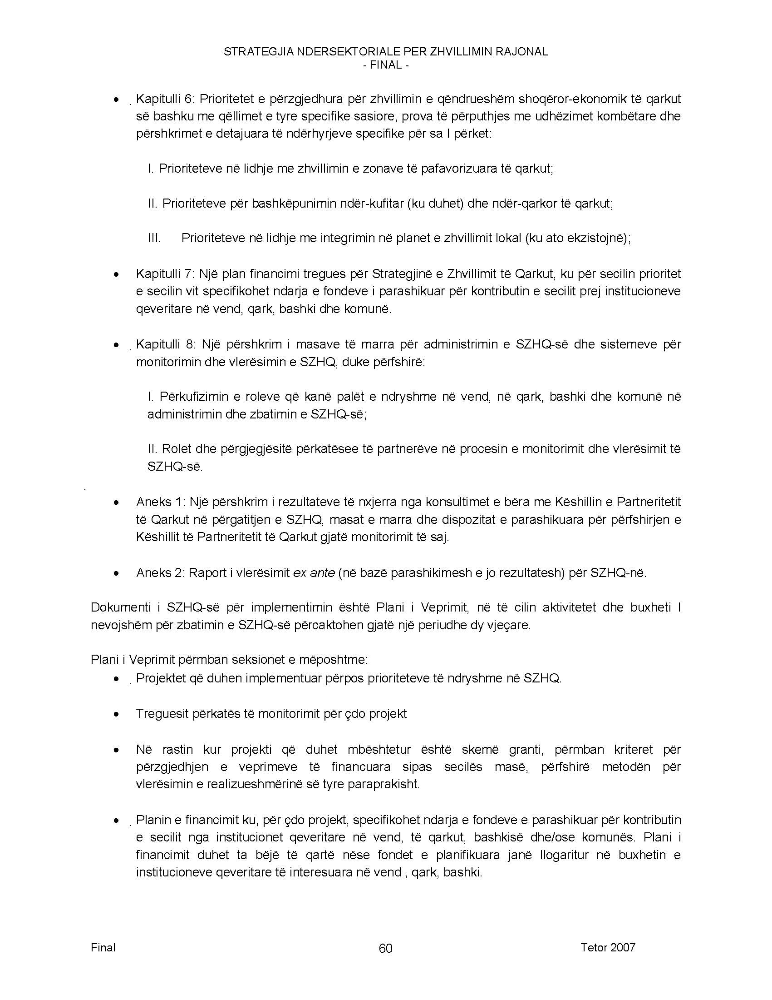 STRATEGJIA NDERSEKTORIALE PER ZHVILLIMIN RAJONAL
- FINAL -
• Kapitulli 6: Prioritetet e përzgjedhura për zhvillimin e qëndrueshëm shoqëror-ekonomik të qarkut
së bashku me qëllimet e tyre specifike sasiore, prova të përputhjes me udhëzimet kombëtare dhe
përshkrimet e detajuara të ndërhyrjeve specifike për sa I përket:
I. Prioriteteve në lidhje me zhvillimin e zonave të pafavorizuara të qarkut;
II. Prioriteteve për bashkëpunimin ndër-kufitar (ku duhet) dhe ndër-qarkor të qarkut;
III. Prioriteteve në lidhje me integrimin në planet e zhvillimit lokal (ku ato ekzistojnë);
• Kapitulli 7: Një plan financimi tregues për Strategjinë e Zhvillimit të Qarkut, ku për secilin prioritet
e secilin vit specifikohet ndarja e fondeve i parashikuar për kontributin e secilit prej institucioneve
qeveritare në vend, qark, bashki dhe komunë.
• Kapitulli 8: Një përshkrim i masave të marra për administrimin e SZHQ-së dhe sistemeve për
monitorimin dhe vlerësimin e SZHQ, duke përfshirë:
I. Përkufizimin e roleve që kanë palët e ndryshme në vend, në qark, bashki dhe komunë në
administrimin dhe zbatimin e SZHQ-së;
II. Rolet dhe përgjegjësitë përkatësee të partnerëve në procesin e monitorimit dhe vlerësimit të
SZHQ-së.
• Aneks 1: Një përshkrim i rezultateve të nxjerra nga konsultimet e bëra me Këshillin e Partneritetit
të Qarkut në përgatitjen e SZHQ, masat e marra dhe dispozitat e parashikuara për përfshirjen e
Këshillit të Partneritetit të Qarkut gjatë monitorimit të saj.
• Aneks 2: Raport i vlerësimit ex ante (në bazë parashikimesh e jo rezultatesh) për SZHQ-në.
Dokumenti i SZHQ-së për implementimin është Plani i Veprimit, në të cilin aktivitetet dhe buxheti I
nevojshëm për zbatimin e SZHQ-së përcaktohen gjatë një periudhe dy vjeçare.
Plani i Veprimit përmban seksionet e mëposhtme:
• Projektet që duhen implementuar përpos prioriteteve të ndryshme në SZHQ.
• Treguesit përkatës të monitorimit për çdo projekt
• Në rastin kur projekti që duhet mbështetur është skemë granti, përmban kriteret për
përzgjedhjen e veprimeve të financuara sipas secilës masë, përfshirë metodën për
vlerësimin e realizueshmërinë së tyre paraprakisht.
• Planin e financimit ku, për çdo projekt, specifikohet ndarja e fondeve e parashikuar për kontributin
e secilit nga institucionet qeveritare në vend, të qarkut, bashkisë dhe/ose komunës. Plani i
financimit duhet ta bëjë të qartë nëse fondet e planifikuara janë llogaritur në buxhetin e
institucioneve qeveritare të interesuara në vend , qark, bashki.
Final 60 Tetor 2007